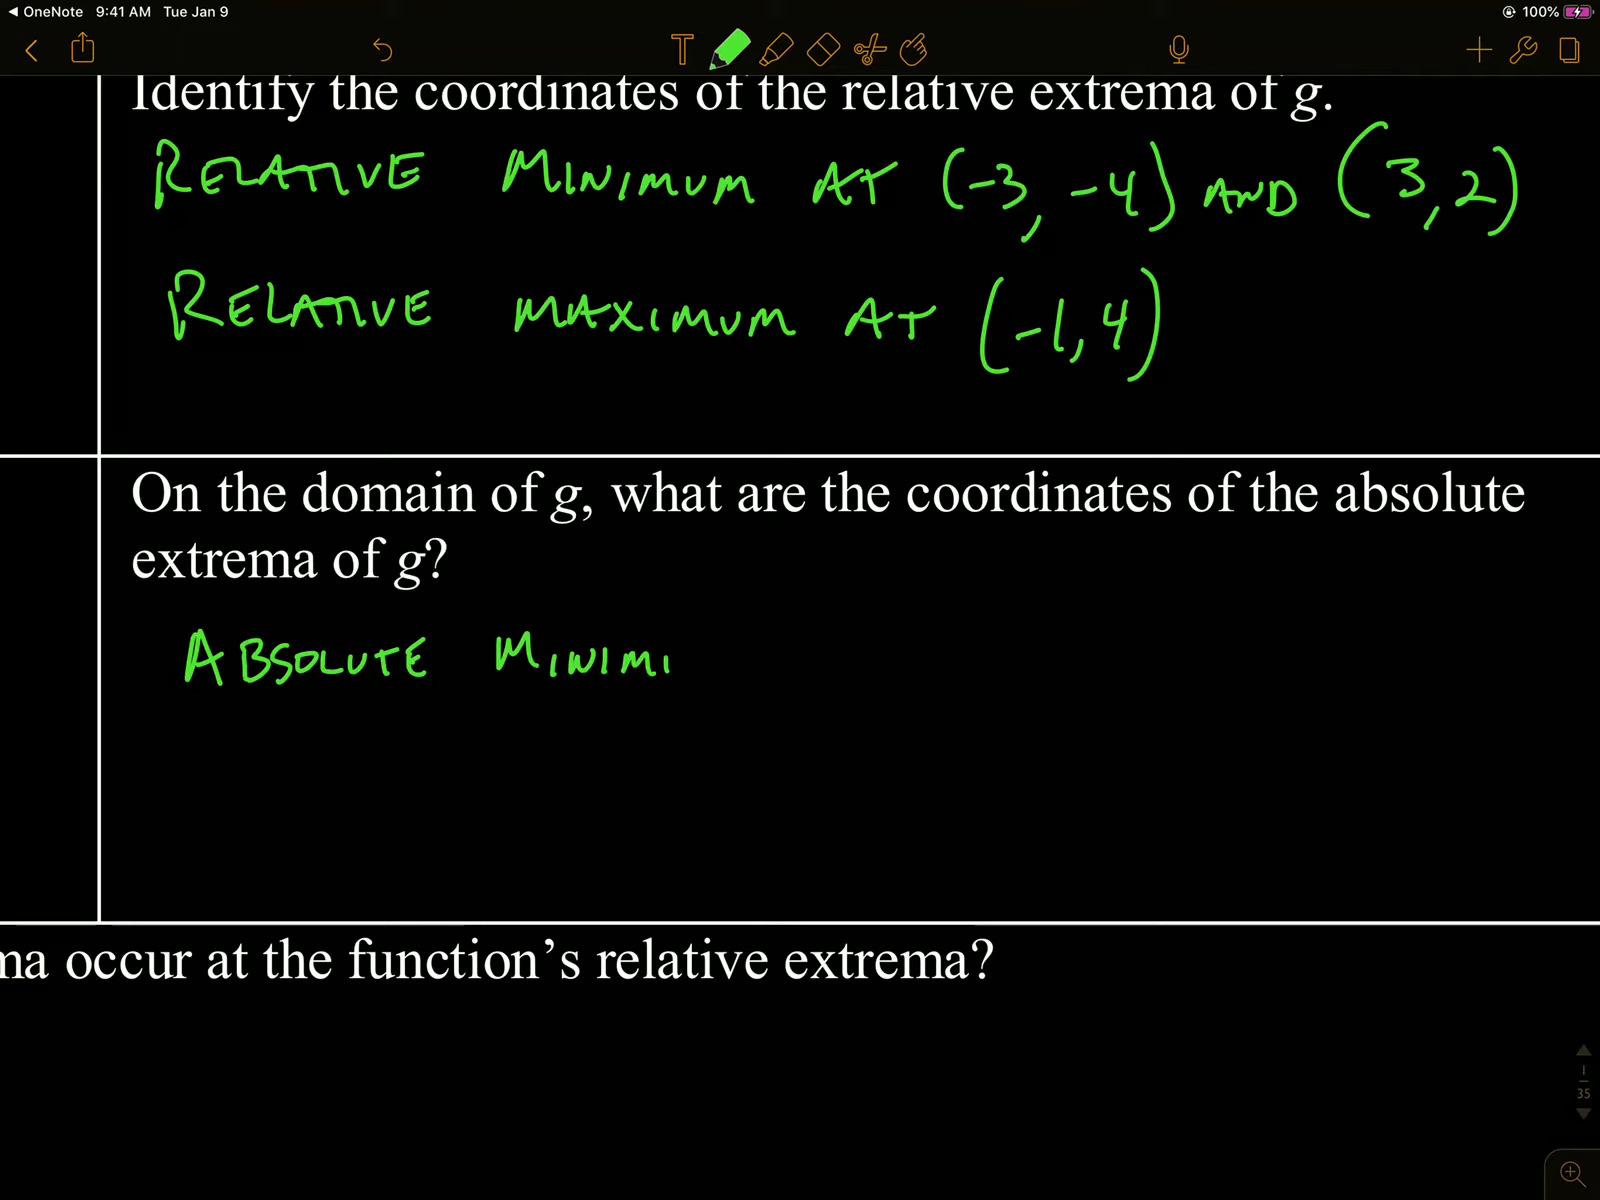 ◀ OneNote 9:41 AM Tue Jan 9 100%
T
Identify the coordinates of the relative extrema of g.
RELATIVE MINIMUM AT (-3, -4) AND (3, 2)
RELATIVE MAXIMUM AT (-1, 4)
On the domain of g, what are the coordinates of the absolute
extrema of g?
ABSOLUTE MINIMI
ma occur at the function’s relative extrema?
1
35